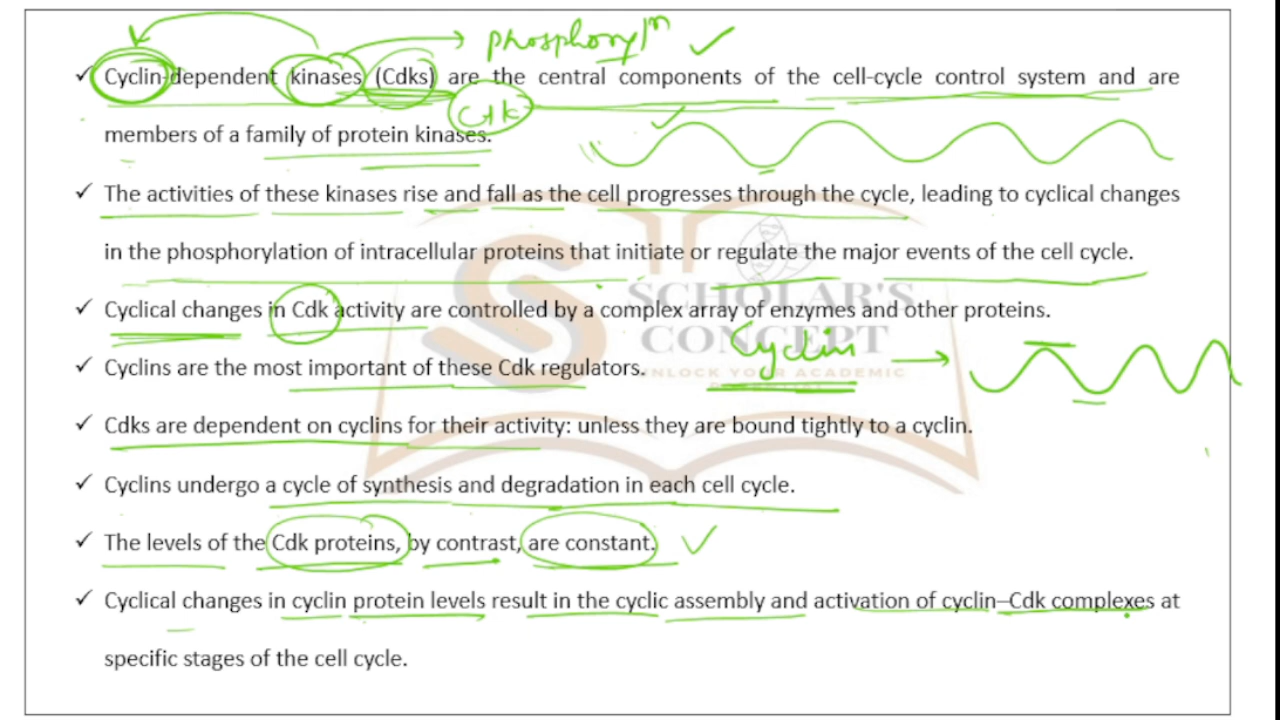 phosphoryln ✓
✓ Cyclin-dependent kinases (Cdks) are the central components of the cell-cycle control system and are
Cdk
members of a family of protein kinases.
✓ The activities of these kinases rise and fall as the cell progresses through the cycle, leading to cyclical changes
in the phosphorylation of intracellular proteins that initiate or regulate the major events of the cell cycle.
SCHOLAR'S
✓ Cyclical changes in Cdk activity are controlled by a complex array of enzymes and other proteins.
CONCEPT
Cyclin
✓ Cyclins are the most important of these Cdk regulators.
UNLOCK YOUR ACADEMIC
✓ Cdks are dependent on cyclins for their activity: unless they are bound tightly to a cyclin.
✓ Cyclins undergo a cycle of synthesis and degradation in each cell cycle.
✓ The levels of the Cdk proteins, by contrast, are constant.
✓ Cyclical changes in cyclin protein levels result in the cyclic assembly and activation of cyclin–Cdk complexes at
specific stages of the cell cycle.